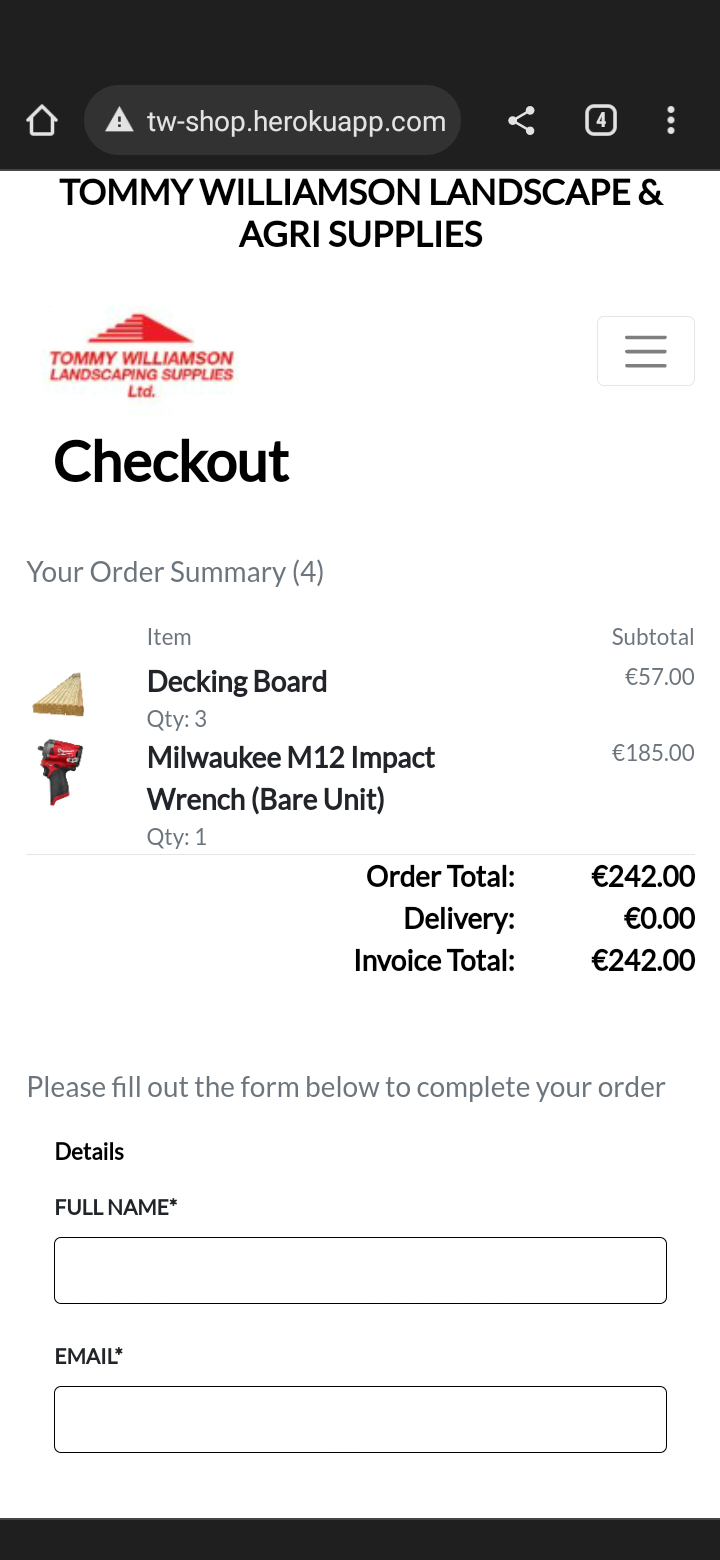 tw-shop.herokuapp.com
4
TOMMY WILLIAMSON LANDSCAPE &
AGRI SUPPLIES
TOMMY WILLIAMSON
LANDSCAPING SUPPLIES
Ltd.
Checkout
Your Order Summary (4)
Item Subtotal
Decking Board €57.00
Qty: 3
Milwaukee M12 Impact €185.00
Wrench (Bare Unit)
Qty: 1
Order Total: €242.00
Delivery: €0.00
Invoice Total: €242.00
Please fill out the form below to complete your order
Details
FULL NAME*
EMAIL*